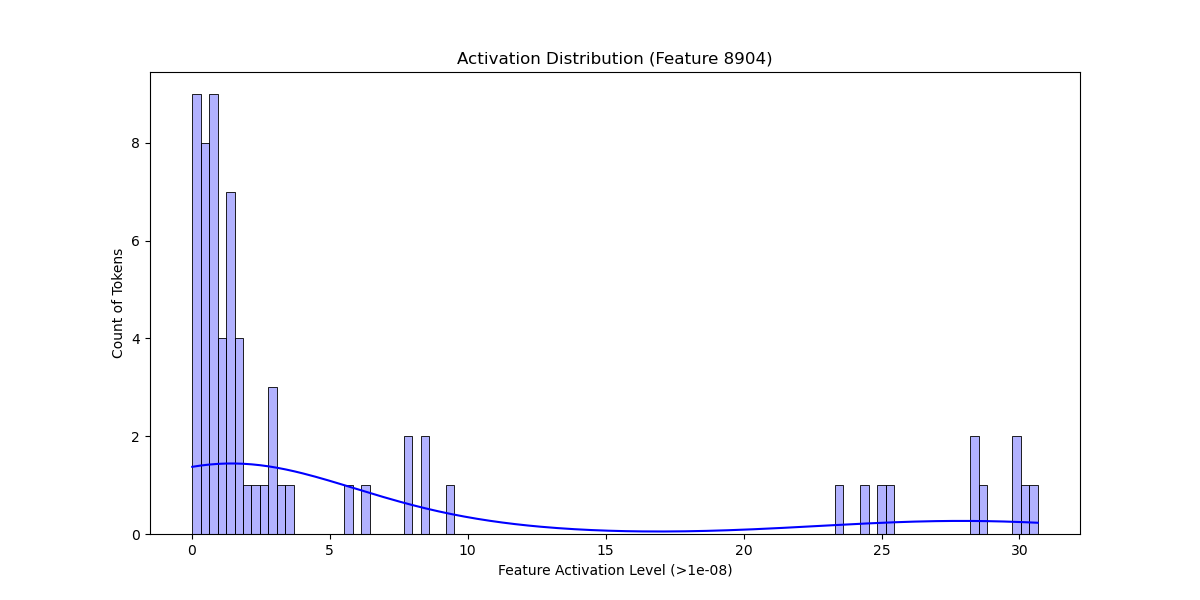 Activation Distribution (Feature 8904)
Count of Tokens
8
6
4
2
0
0 5 10 15 20 25 30
Feature Activation Level (>1e-08)